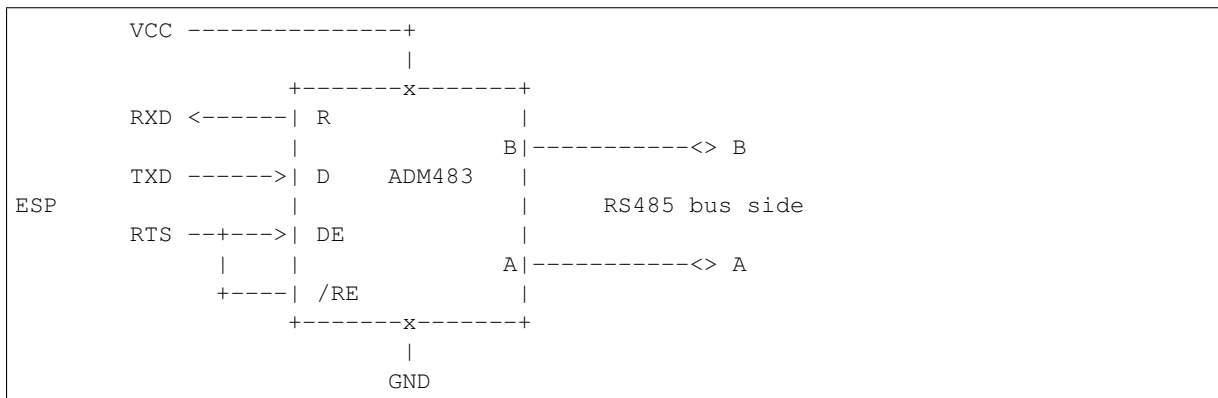 VCC ---------------+
|
+-------x-------+
RXD <------| R |
| B|-----------<> B
TXD ------>| D ADM483 |
ESP | | RS485 bus side
RTS --+--->| DE |
| | A|-----------<> A
+----| /RE |
+-------x-------+
|
GND